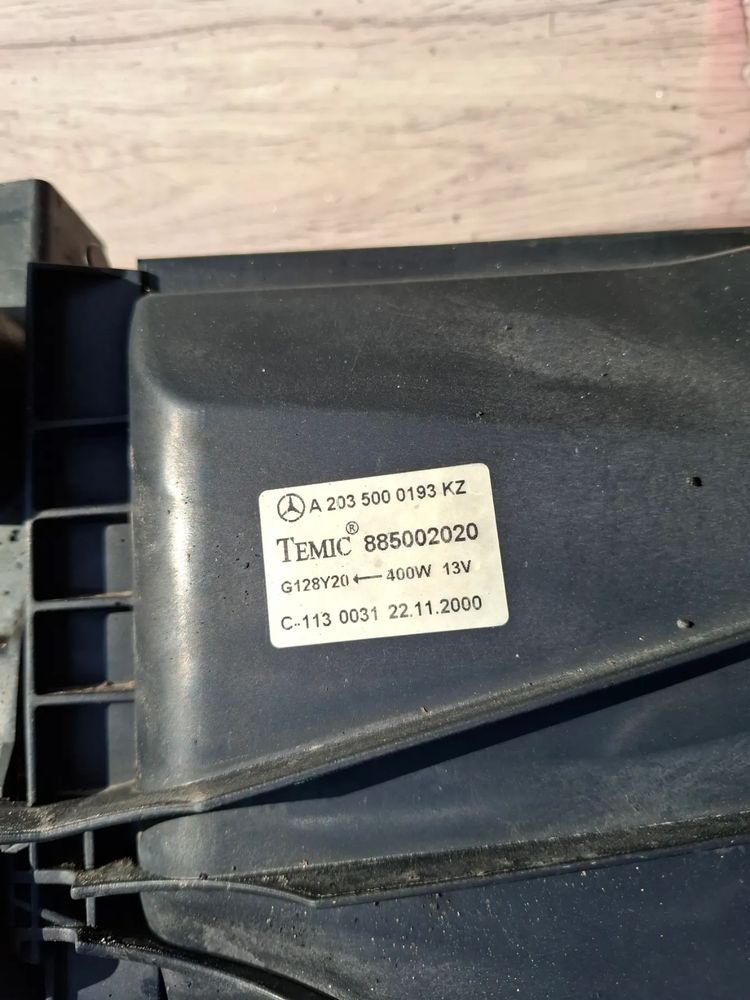 A 203 500 0193 KZ
TEMIC® 885002020
G128Y20 ← 400W 13V
C-113 0031 22.11.2000